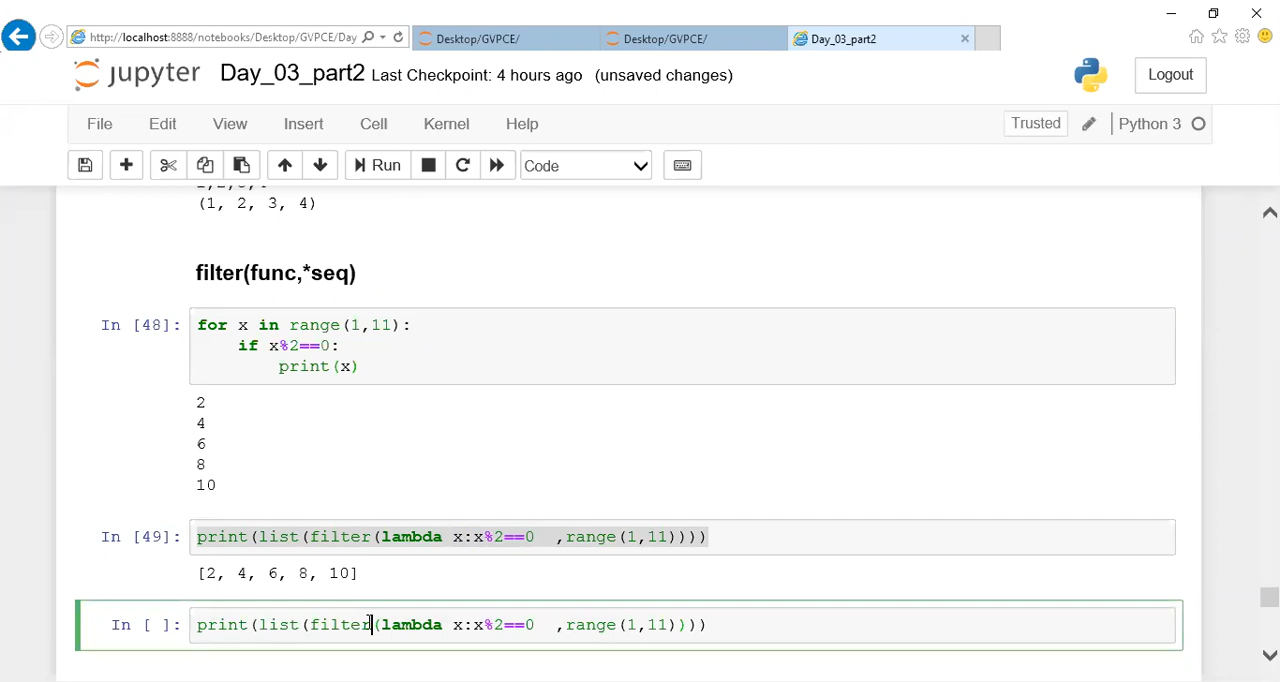 http://localhost:8888/notebooks/Desktop/GVPCE/Day
Desktop/GVPCE/
Desktop/GVPCE/
Day_03_part2
jupyter Day_03_part2 Last Checkpoint: 4 hours ago (unsaved changes)
Logout
File Edit View Insert Cell Kernel Help
Trusted
Python 3
Run
Code
(1, 2, 3, 4)
filter(func,*seq)
In [48]: for x in range(1,11):
if x%2==0:
print(x)
2
4
6
8
10
In [49]: print(list(filter(lambda x:x%2==0  ,range(1,11))))
[2, 4, 6, 8, 10]
In [ ]: print(list(filter(lambda x:x%2==0  ,range(1,11))))